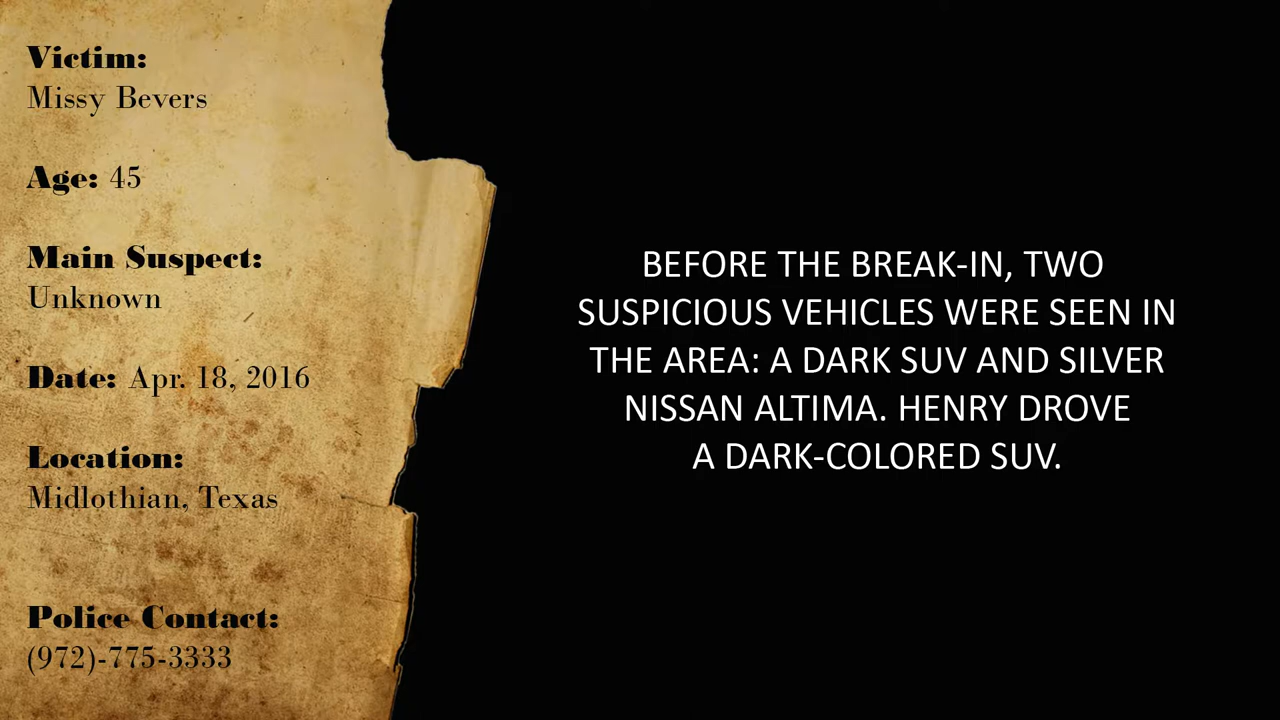 Victim:
Missy Bevers
Age: 45
Main Suspect:
Unknown
Date: Apr. 18, 2016
Location:
Midlothian, Texas
Police Contact:
(972)-775-3333
BEFORE THE BREAK-IN, TWO
SUSPICIOUS VEHICLES WERE SEEN IN
THE AREA: A DARK SUV AND SILVER
NISSAN ALTIMA. HENRY DROVE
A DARK-COLORED SUV.